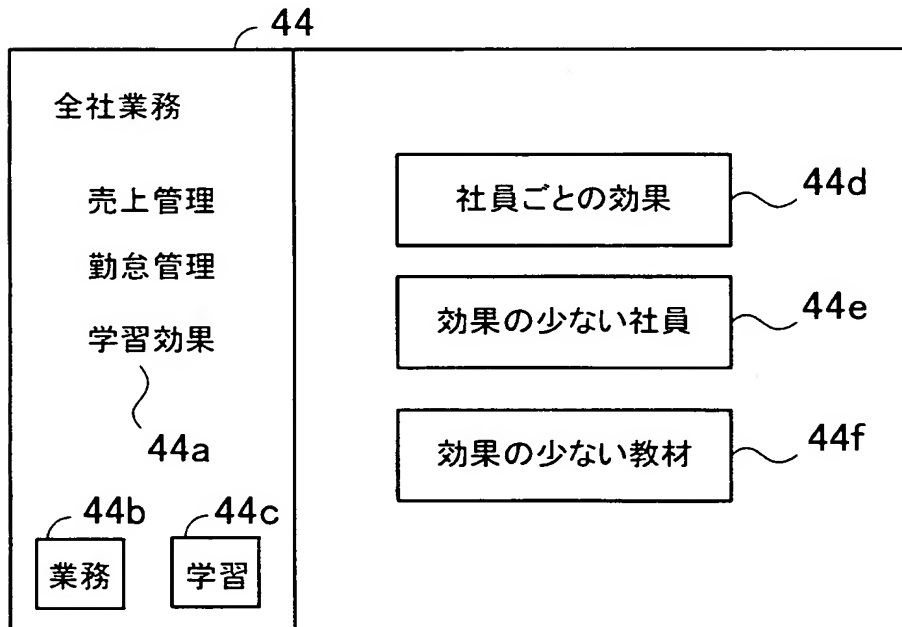 44
全社業務
売上管理
勤怠管理
学習効果
44a
44b
44c
業務
学習
社員ごとの効果
44d
効果の少ない社員
44e
効果の少ない教材
44f